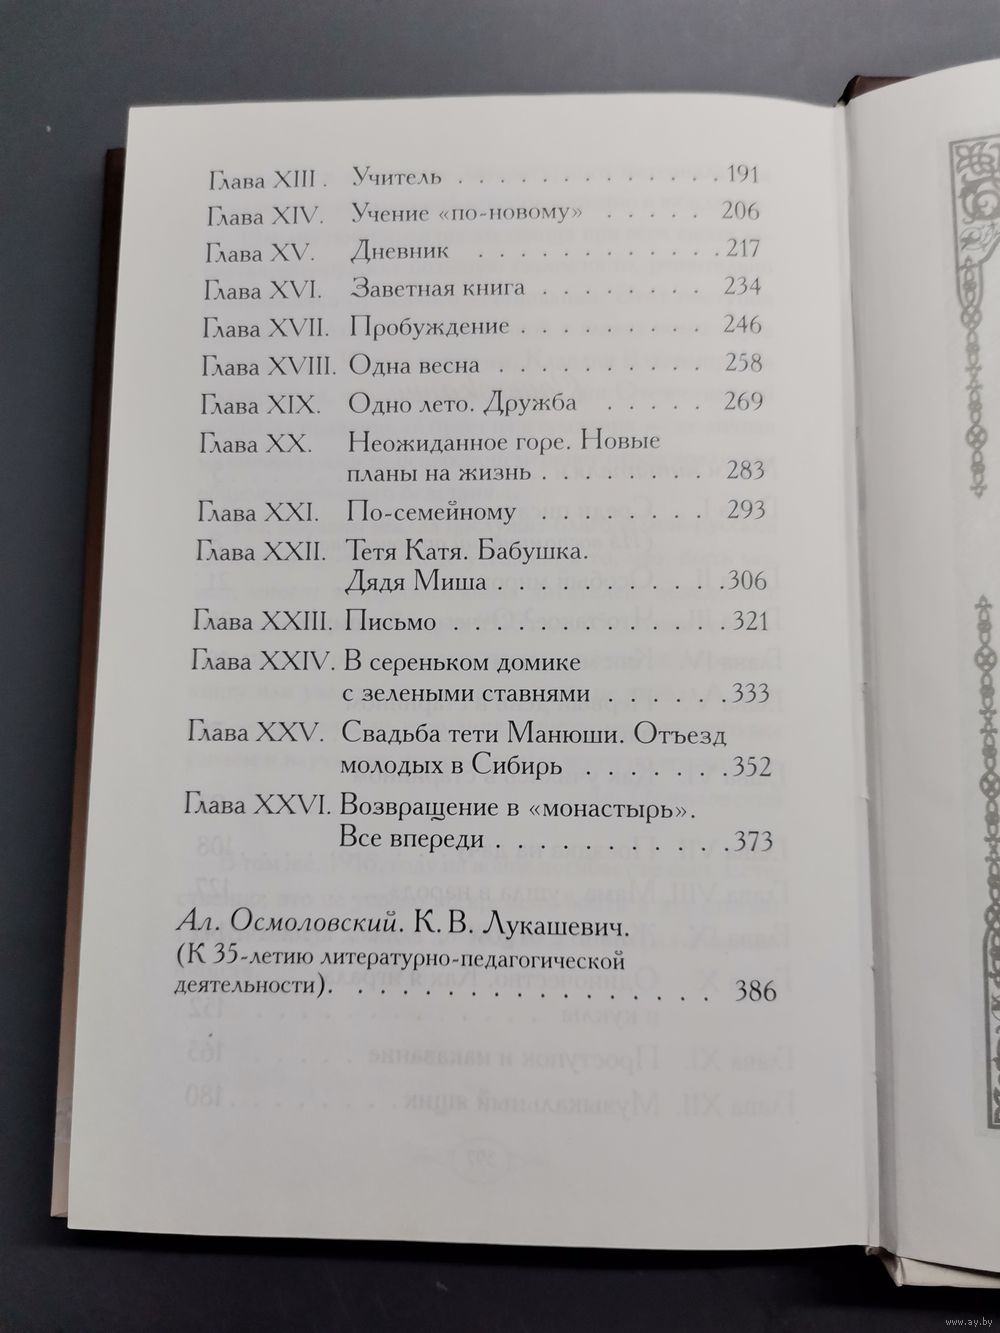 Глава XIII . Учитель . . . . . . . . . . . . . 191
Глава XIV. Учение «по-новому» . . . . . 206
Глава XV. Дневник . . . . . . . . . . . . 217
Глава XVI. Заветная книга . . . . . . . . 234
Глава XVII. Пробуждение . . . . . . . . . 246
Глава XVIII. Одна весна . . . . . . . . . . 258
Глава XIX. Одно лето. Дружба . . . . . 269
Глава XX. Неожиданное горе. Новые
планы на жизнь . . . . . . . . 283
Глава XXI. По-семейному . . . . . . . . 293
Глава XXII. Тетя Катя. Бабушка.
Дядя Миша . . . . . . . . . . . 306
Глава XXIII. Письмо . . . . . . . . . . . . . 321
Глава XXIV. В сереньком домике
с зелеными ставнями . . . . . . 333
Глава XXV. Свадьба тети Манюши. Отъезд
молодых в Сибирь . . . . . . . 352
Глава XXVI. Возвращение в «монастырь».
Все впереди . . . . . . . . . . . 373
Ал. Осмоловский. К. В. Лукашевич.
(К 35-летию литературно-педагогической
деятельности). . . . . . . . . . . . . . . . . . 386
www.ay.by